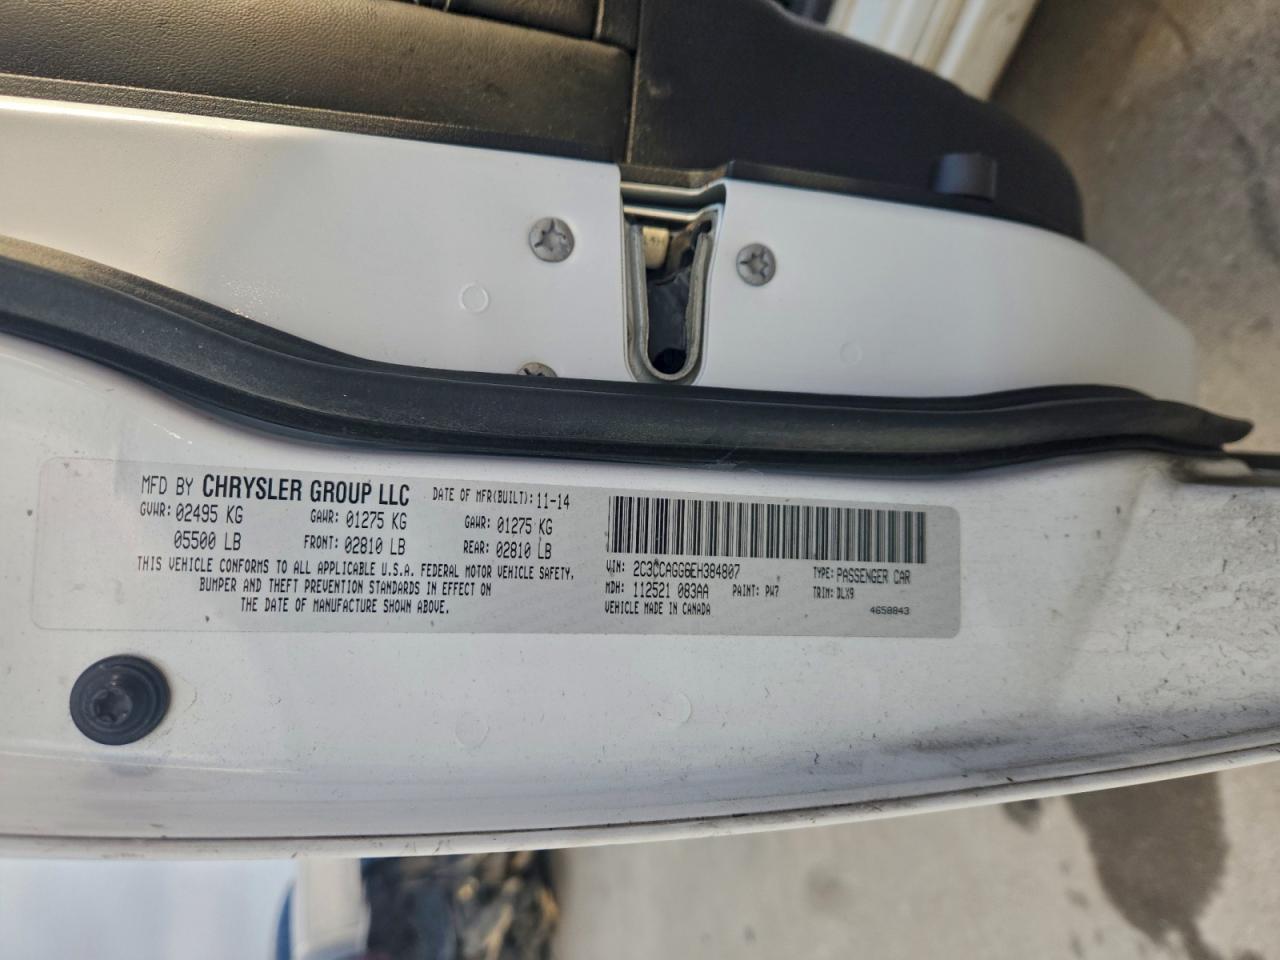 MFD BY CHRYSLER GROUP LLC DATE OF MFR(BUILT): 11-14
GVWR: 02495 KG GAWR: 01275 KG GAWR: 01275 KG
05500 LB FRONT: 02810 LB REAR: 02810 LB
THIS VEHICLE CONFORMS TO ALL APPLICABLE U.S.A. FEDERAL MOTOR VEHICLE SAFETY,
BUMPER AND THEFT PREVENTION STANDARDS IN EFFECT ON
THE DATE OF MANUFACTURE SHOWN ABOVE.
VIN: 2C3CCAGG6EH384807 TYPE: PASSENGER CAR
MDH: 112521 083AA PAINT: PW7 TRIM: DLX9
VEHICLE MADE IN CANADA 4658843